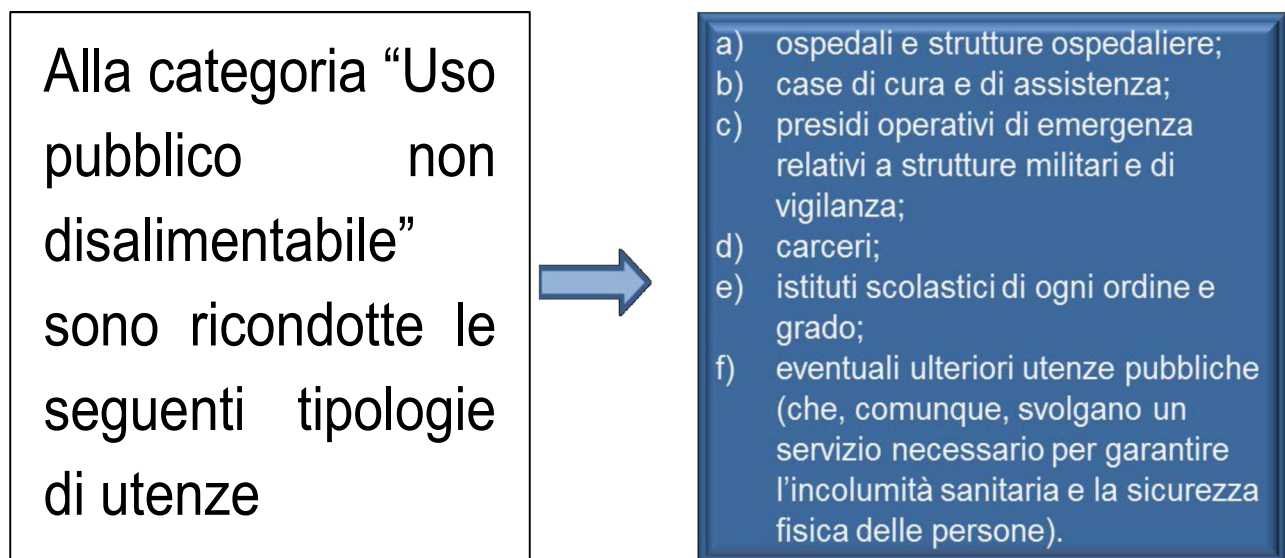 Alla categoria “Uso
pubblico non
disalimentabile”
sono ricondotte le
seguenti tipologie
di utenze
a) ospedali e strutture ospedaliere;
b) case di cura e di assistenza;
c) presidi operativi di emergenza
relativi a strutture militari e di
vigilanza;
d) carceri;
e) istituti scolastici di ogni ordine e
grado;
f) eventuali ulteriori utenze pubbliche
(che, comunque, svolgano un
servizio necessario per garantire
l’incolumità sanitaria e la sicurezza
fisica delle persone).